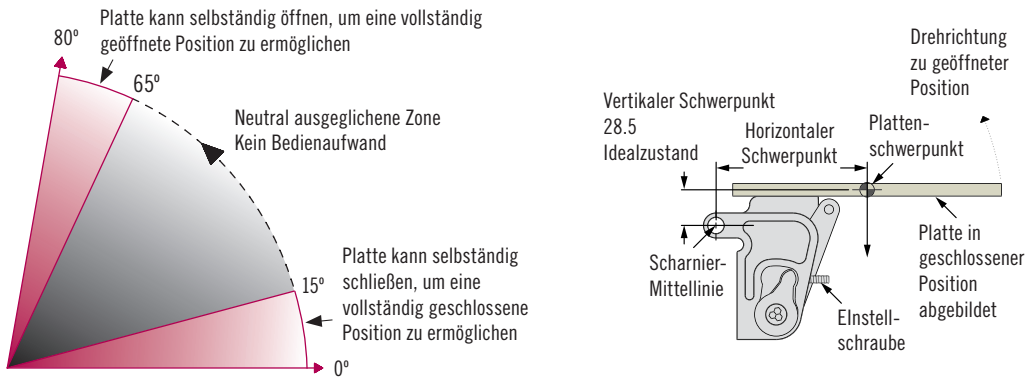 Platte kann selbständig öffnen, um eine vollständig
geöffnete Position zu ermöglichen
80º
65º
Neutral ausgeglichene Zone
Kein Bedienaufwand
Platte kann selbständig
schließen, um eine
vollständig geschlossene
Position zu ermöglichen
15º
0º
Drehrichtung
zu geöffneter
Position
Vertikaler Schwerpunkt
28.5
Idealzustand
Horizontaler
Schwerpunkt
Platten-
schwerpunkt
Scharnier-
Mittellinie
Platte in
geschlossener
Position
abgebildet
EInstell-
schraube